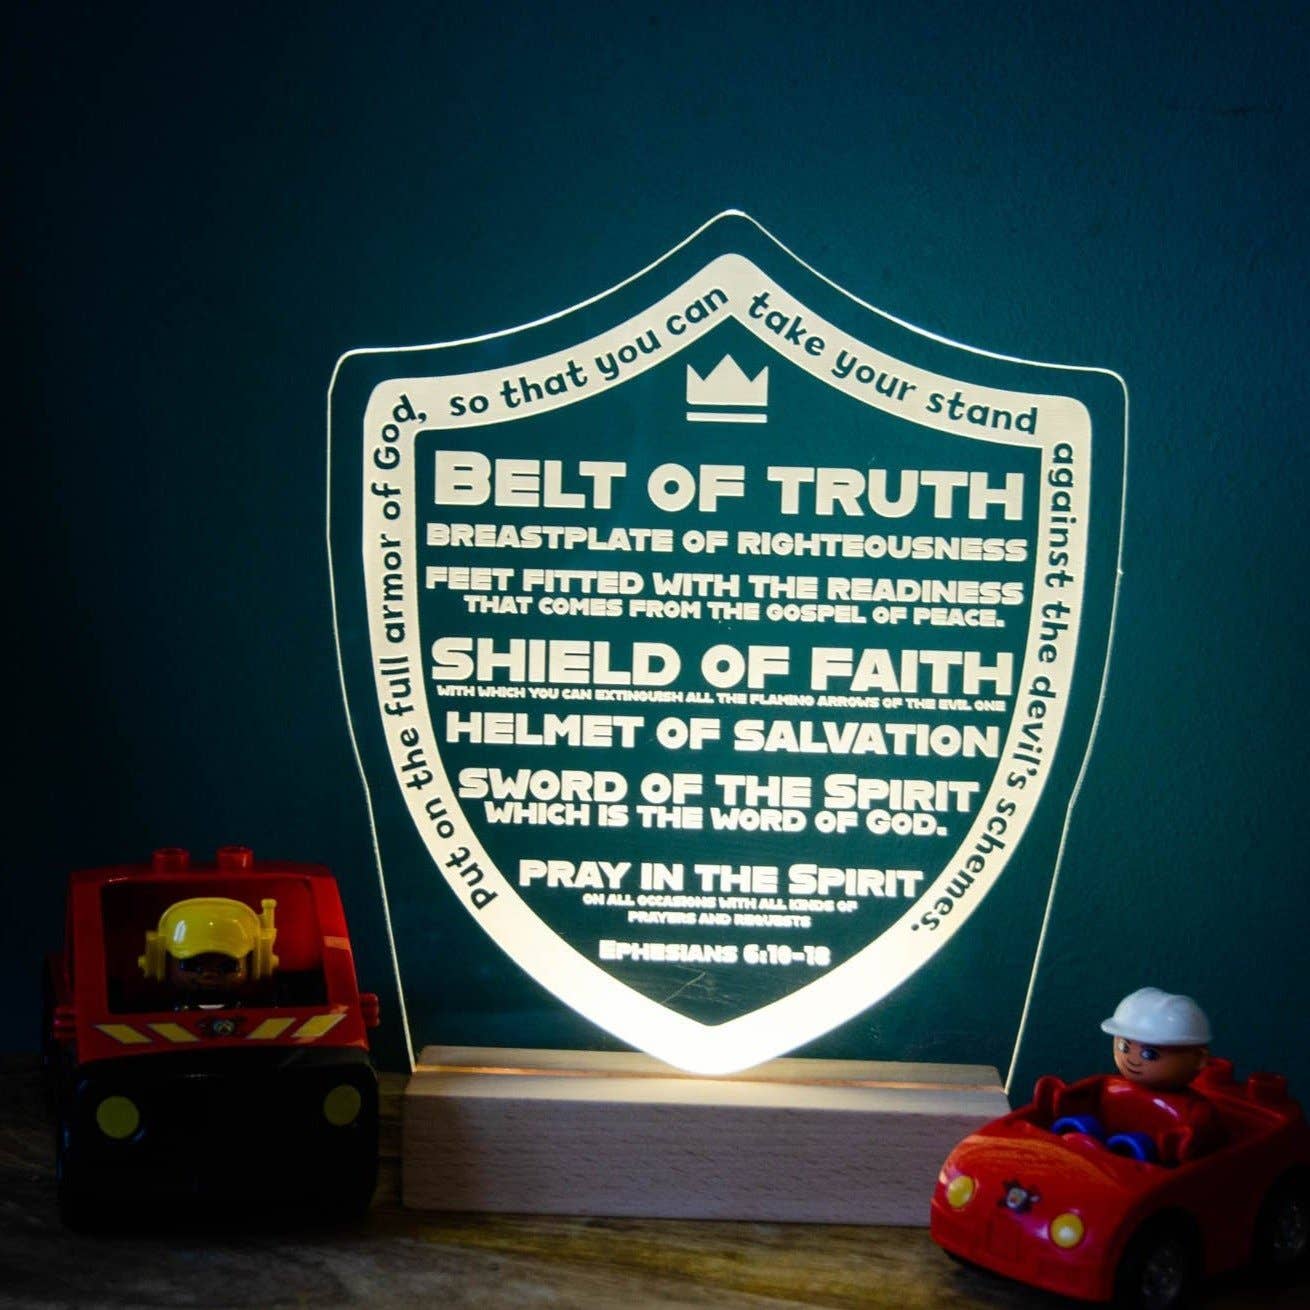 put on the full armor of God, so that you can take your stand against the devil's schemes.
BELT OF TRUTH
BREASTPLATE OF RIGHTEOUSNESS
FEET FITTED WITH THE READINESS
THAT COMES FROM THE GOSPEL OF PEACE.
SHIELD OF FAITH
WITH WHICH YOU CAN EXTINGUISH ALL THE FLAMING ARROWS OF THE EVIL ONE
HELMET OF SALVATION
SWORD OF THE SPIRIT
WHICH IS THE WORD OF GOD.
PRAY IN THE SPIRIT
ON ALL OCCASIONS WITH ALL KINDS OF
PRAYERS AND REQUESTS
EPHESIANS 6:10-18